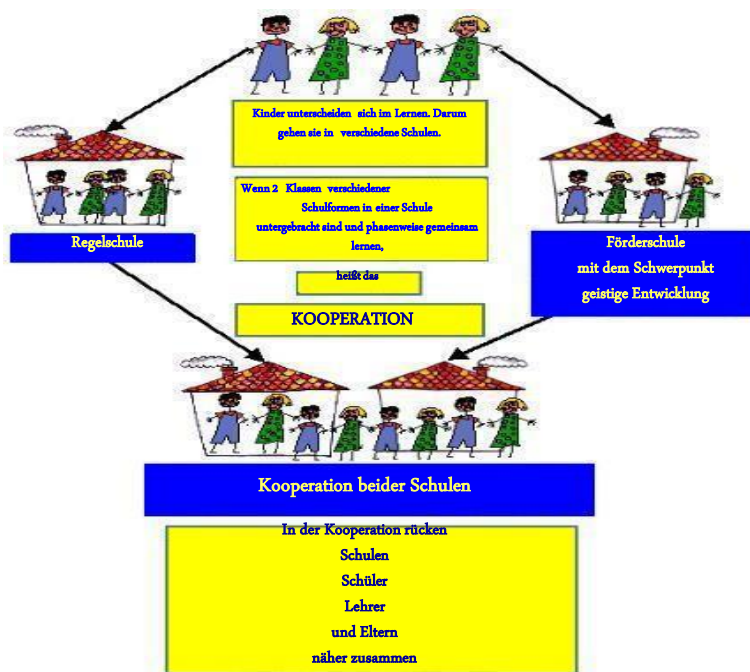 Kinder unterscheiden sich im Lernen. Darum
gehen sie in verschiedene Schulen.
Wenn 2 Klassen verschiedener
Schulformen in einer Schule
untergebracht sind und phasenweise gemeinsam
lernen,
heißt das
KOOPERATION
Regelschule
Förderschule
mit dem Schwerpunkt
geistige Entwicklung
Kooperation beider Schulen
In der Kooperation rücken
Schulen
Schüler
Lehrer
und Eltern
näher zusammen